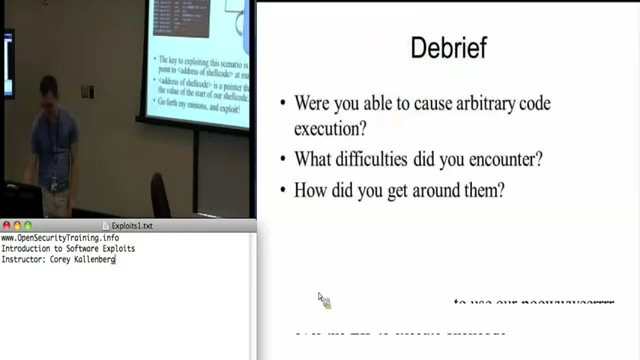 • The key to exploiting this scenario is
point to <address of shellcode> at
• <address of shellcode> is a pointer
the value of the start of our shellcode.
• Go forth my minions, and exploit!
Debrief
• Were you able to cause arbitrary code
execution?
• What difficulties did you encounter?
• How did you get around them?
Exploits1.txt
www.OpenSecurityTraining.info
Introduction to Software Exploits
Instructor: Corey Kallenberg
to use our